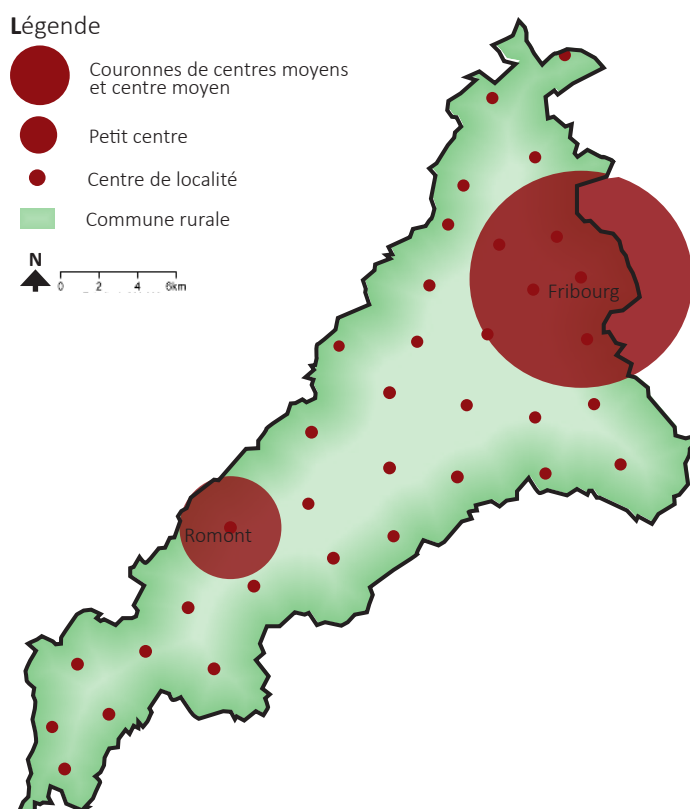 Légende
Couronnes de centres moyens
et centre moyen
Petit centre
Centre de localité
Commune rurale
N
0 2 4 6km
Fribourg
Romont